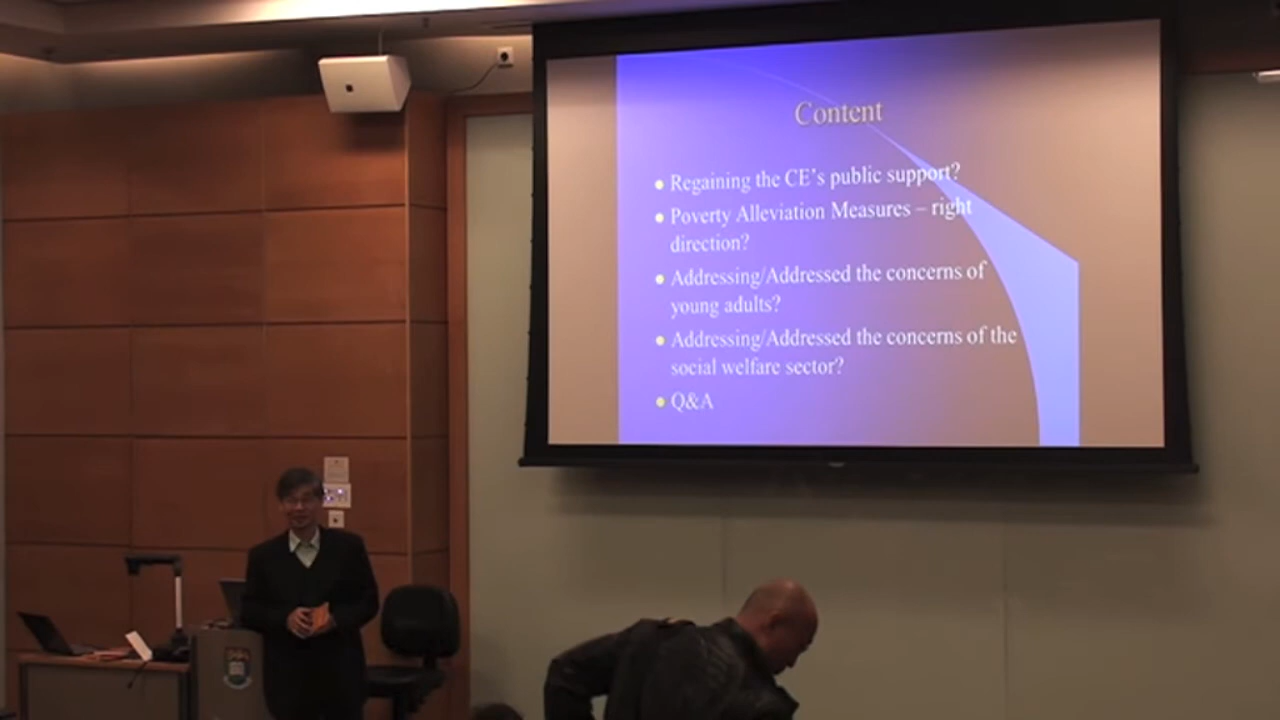 Content
Regaining the CE's public support?
Poverty Alleviation Measures – right
direction?
Addressing/Addressed the concerns of
young adults?
Addressing/Addressed the concerns of the
social welfare sector?
Q&A